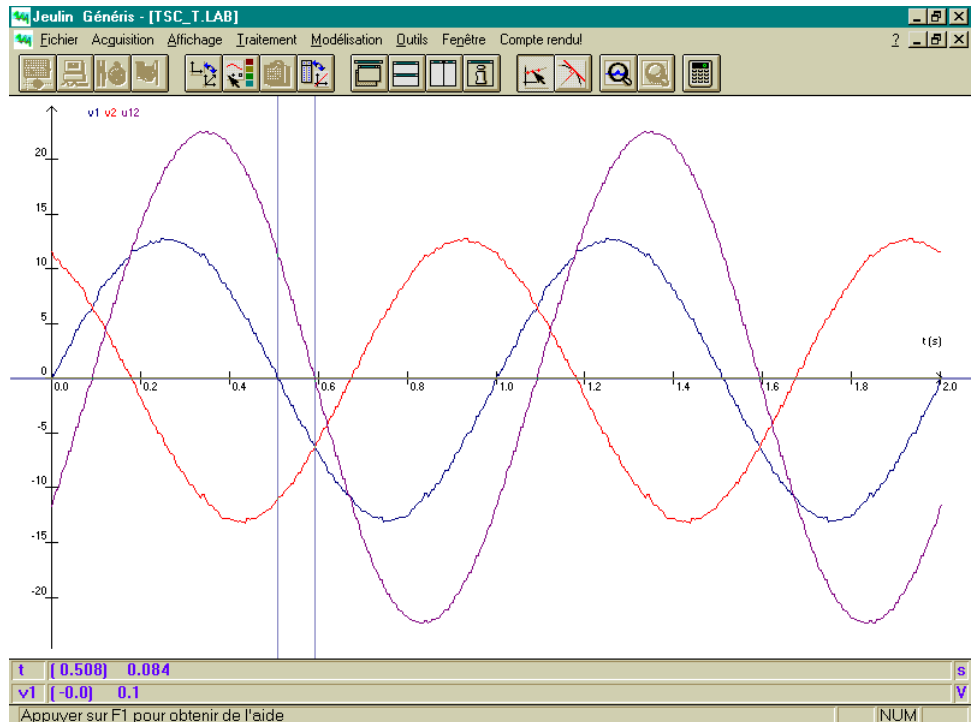 Jeulin Généris - [TSC_T.LAB]
Fichier Acquisition Affichage Traitement Modélisation Outils Fenêtre Compte rendu! ?
v1 v2 u12
20
15
10
5
t(s)
0
0.0 0.2 0.4 0.6 0.8 1.0 1.2 1.4 1.6 1.8 2.0
-5
-10
-15
-20
t ( 0.508) 0.084 s
v1 (-0.0) 0.1 V
Appuyer sur F1 pour obtenir de l'aide NUM